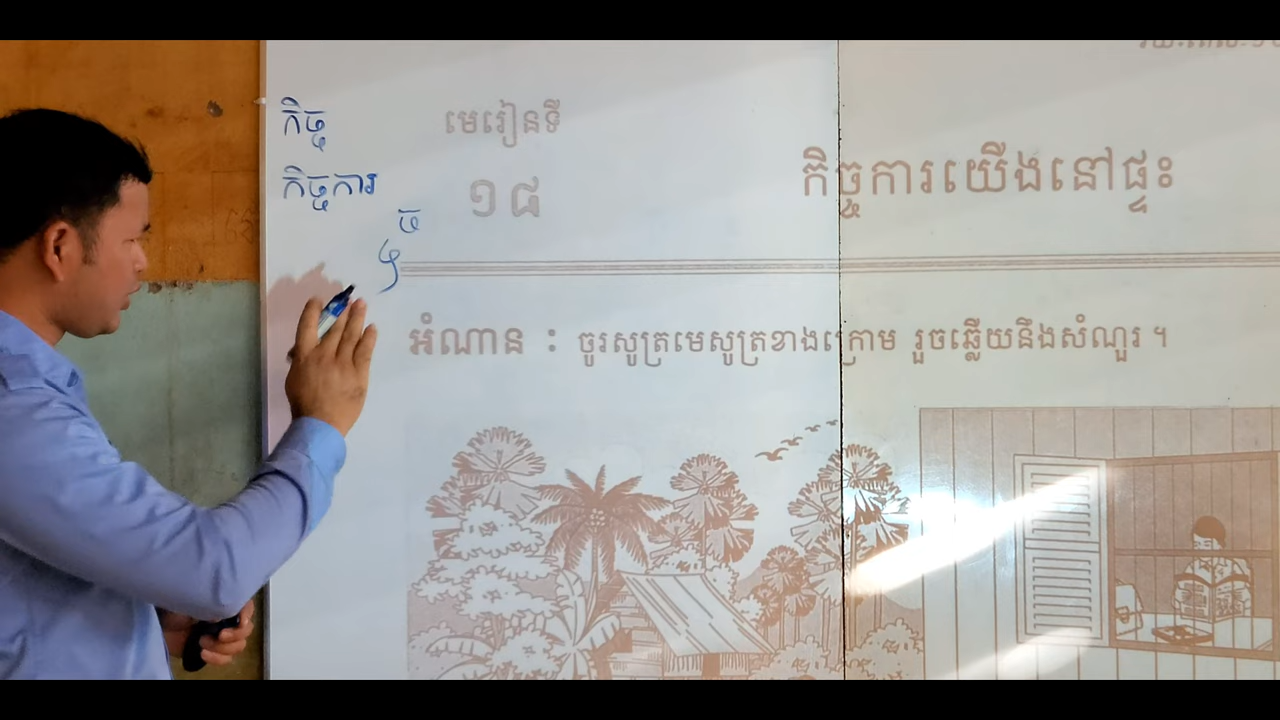 កិច្ច
មេរៀនទី
កិច្ចការ
១៨
កិច្ចការយើងនៅផ្ទះ
ច
អំណាន ៖ ចូរសូត្រមេសូត្រខាងក្រោម រួចឆ្លើយនឹងសំណួរ ។